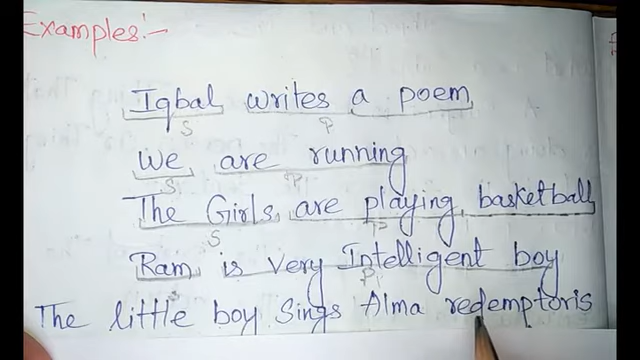 Examples:-
Iqbal writes a poem
S P
We are running
S P
The Girls are playing basketball
S P
Ram is very Intelligent boy
S P
The little boy Sings Alma redemptoris